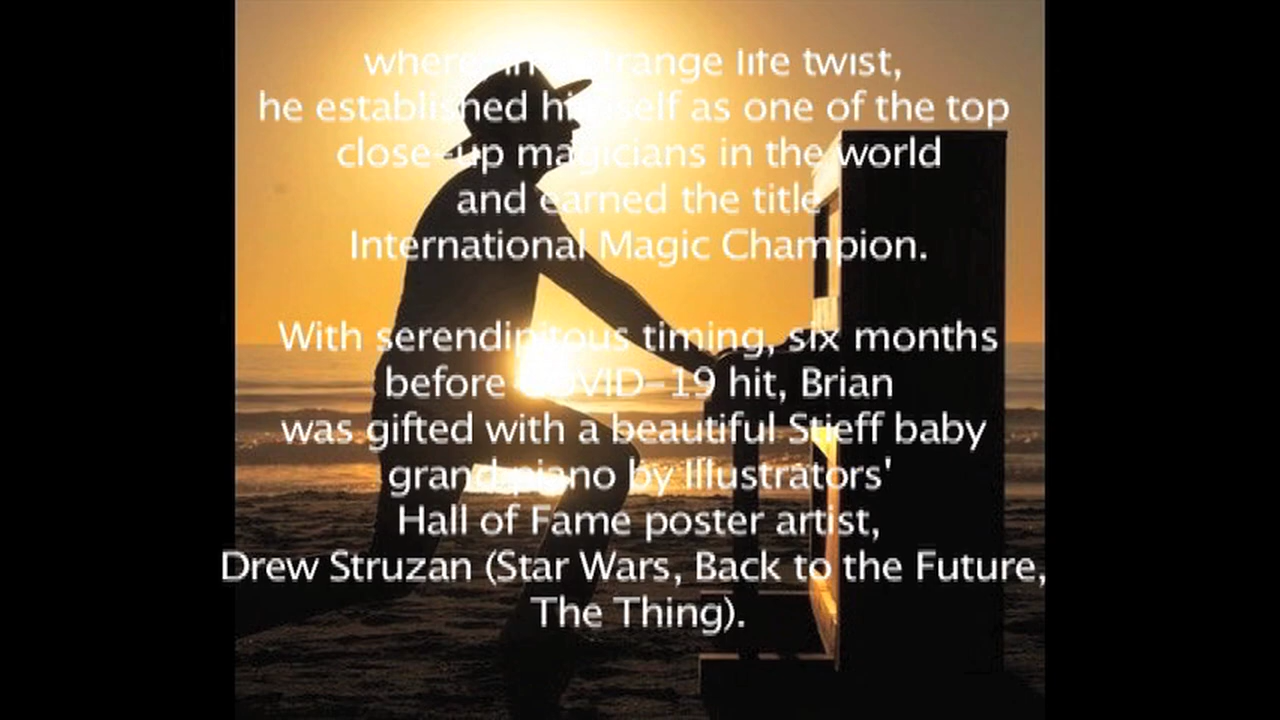 where, in a strange life twist,
he established himself as one of the top
close-up magicians in the world
and earned the title
International Magic Champion.
With serendipitous timing, six months
before COVID-19 hit, Brian
was gifted with a beautiful Stieff baby
grand piano by Illustrators'
Hall of Fame poster artist,
Drew Struzan (Star Wars, Back to the Future,
The Thing).